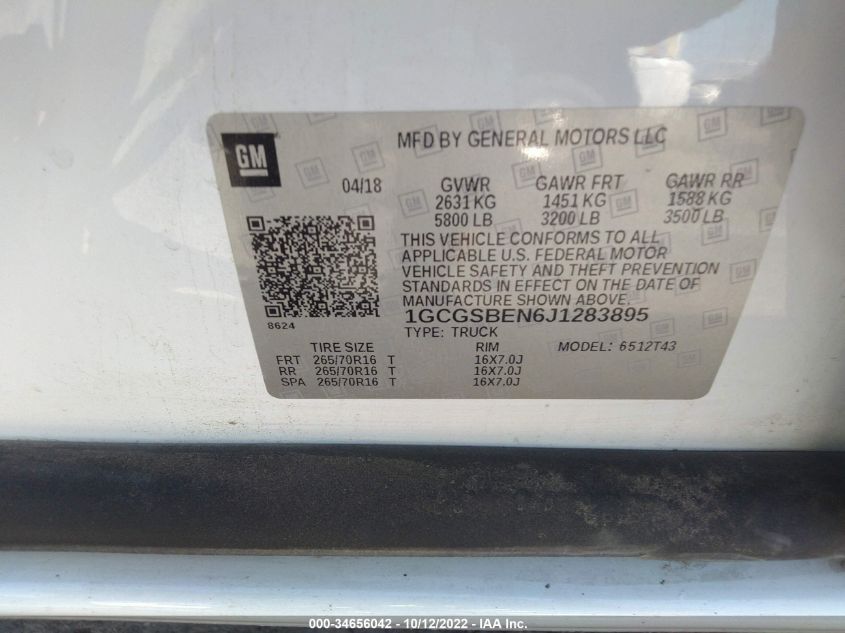 GM
MFD BY GENERAL MOTORS LLC
04/18
GVWR GAWR FRT GAWR RR
2631 KG 1451 KG 1588 KG
5800 LB 3200 LB 3500 LB
THIS VEHICLE CONFORMS TO ALL
APPLICABLE U.S. FEDERAL MOTOR
VEHICLE SAFETY AND THEFT PREVENTION
STANDARDS IN EFFECT ON THE DATE OF
MANUFACTURE SHOWN ABOVE.
1GCGSBEN6J1283895
8624
TYPE: TRUCK
TIRE SIZE RIM MODEL: 6512T43
FRT 265/70R16 T 16X7.0J
RR 265/70R16 T 16X7.0J
SPA 265/70R16 T 16X7.0J
000-34656042 - 10/12/2022 - IAA Inc.